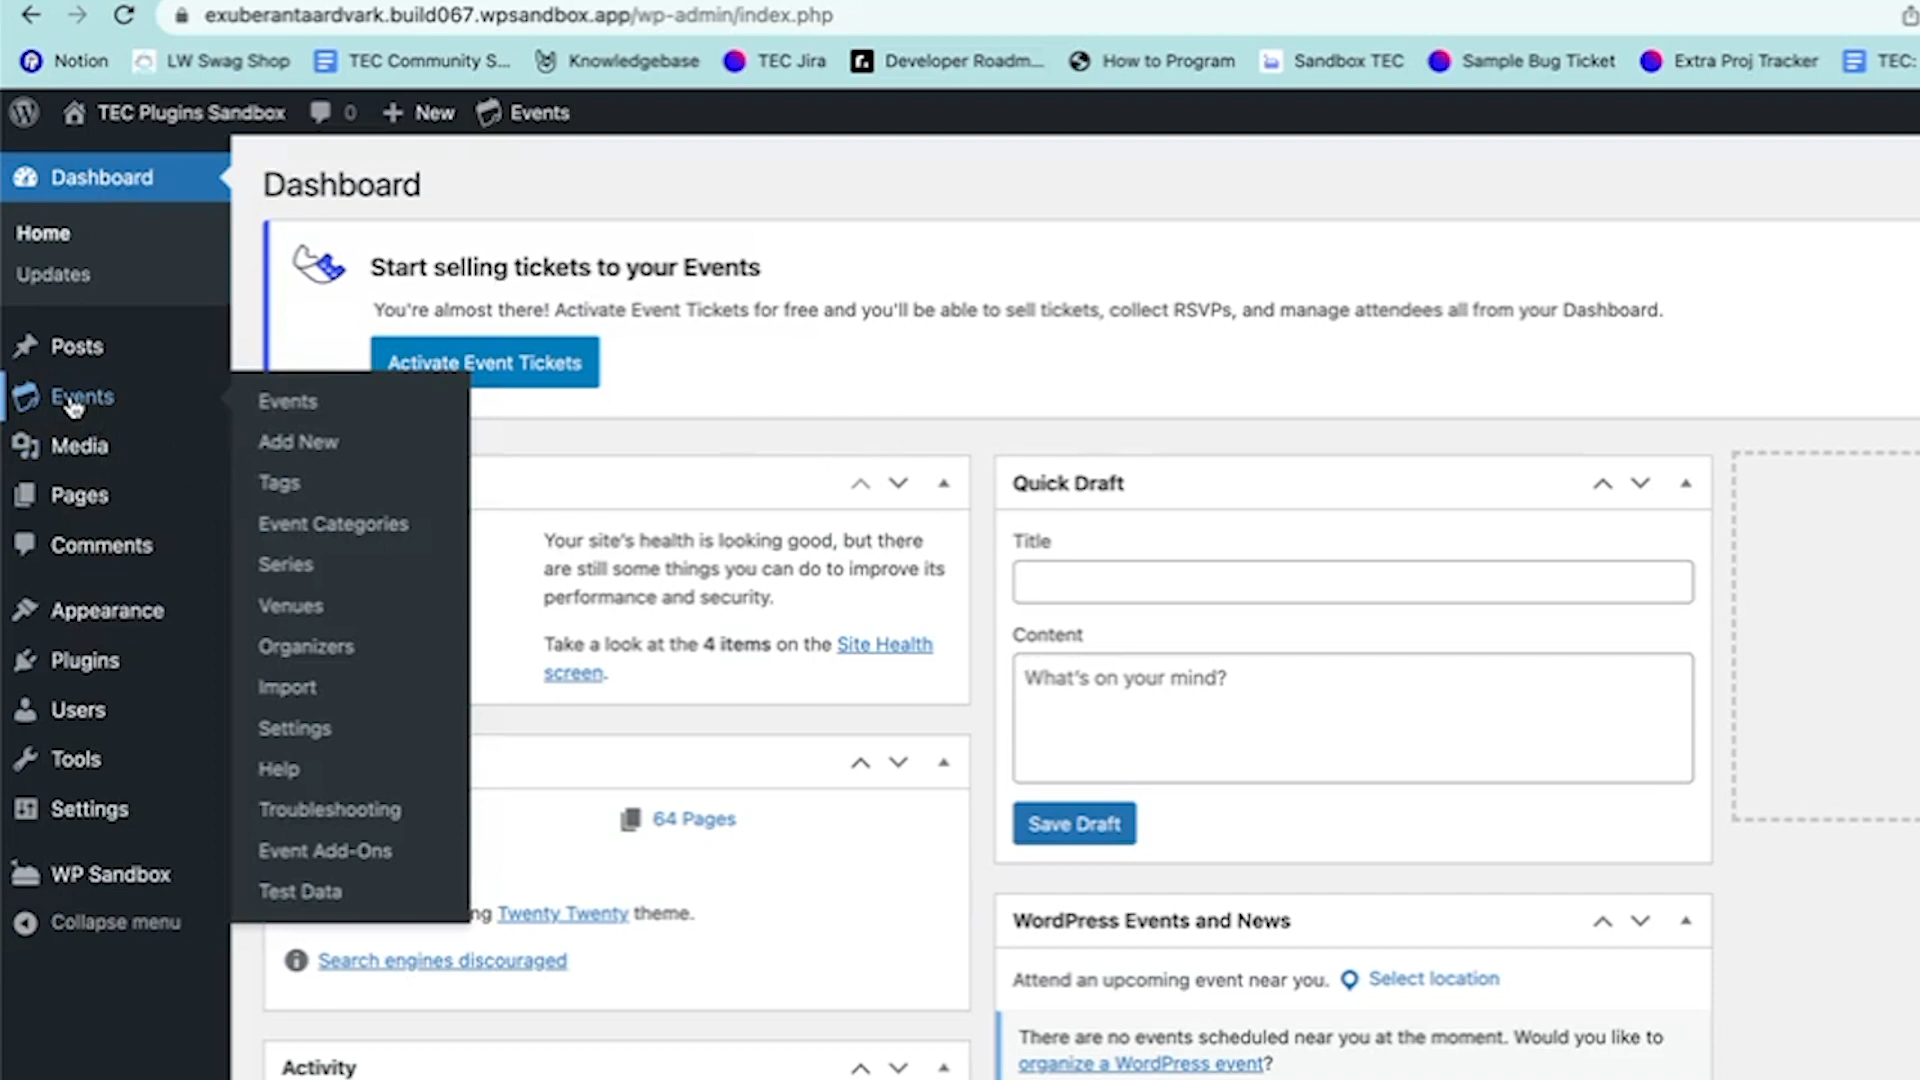 exuberantaardvark.build067.wpsandbox.app/wp-admin/index.php
Notion LW Swag Shop TEC Community S... Knowledgebase TEC Jira Developer Roadm... How to Program Sandbox TEC Sample Bug Ticket Extra Proj Tracker TEC:
TEC Plugins Sandbox 0 + New Events
Dashboard
Home
Updates
Posts
Events
Media
Pages
Comments
Appearance
Plugins
Users
Tools
Settings
WP Sandbox
Collapse menu
Events
Add New
Tags
Event Categories
Series
Venues
Organizers
Import
Settings
Help
Troubleshooting
Event Add-Ons
Test Data
Dashboard
Start selling tickets to your Events
You're almost there! Activate Event Tickets for free and you'll be able to sell tickets, collect RSVPs, and manage attendees all from your Dashboard.
Activate Event Tickets
Your site's health is looking good, but there
are still some things you can do to improve its
performance and security.
Take a look at the 4 items on the Site Health
screen.
64 Pages
ng Twenty Twenty theme.
Search engines discouraged
Activity
Quick Draft
Title
Content
What's on your mind?
Save Draft
WordPress Events and News
Attend an upcoming event near you. Select location
There are no events scheduled near you at the moment. Would you like to
organize a WordPress event?